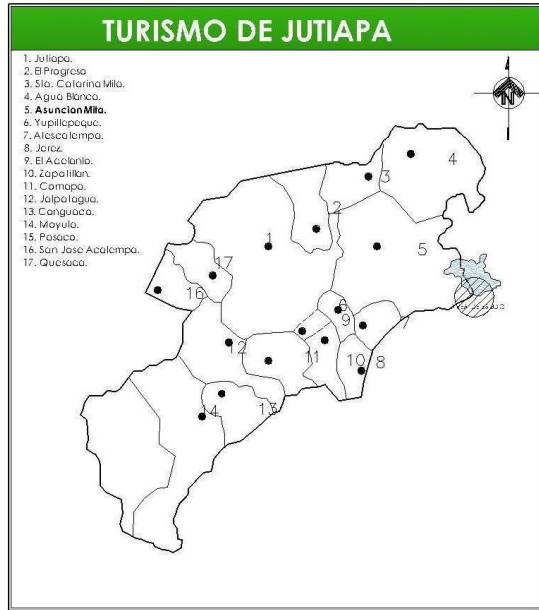 TURISMO DE JUTIAPA
1. Jutiapa.
2. El Progreso
3. Sta. Catarina Mita.
4. Agua Blanca.
5. Asuncion Mita.
6. Yupiltepeque.
7. Atescatempa.
8. Jerez.
9. El Adelanto.
10. Zapotitlan.
11. Comapa.
12. Jalpatagua.
13. Conguaco.
14. Moyuta.
15. Pasaco.
16. San Jose Acatempa.
17. Quesada.
N
4
3
2
1
5
17
16
6
9
7
12
11
10
8
13
14